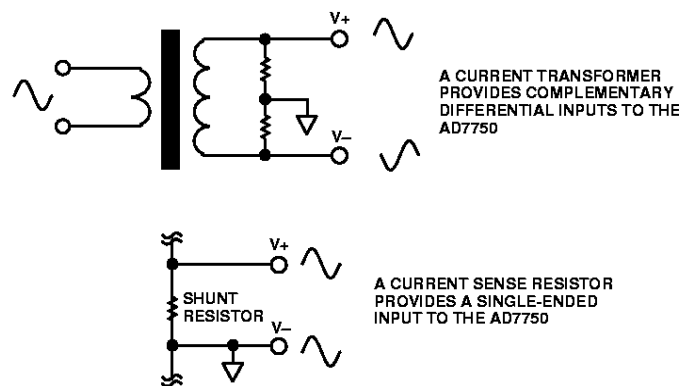 V+
A CURRENT TRANSFORMER
PROVIDES COMPLEMENTARY
DIFFERENTIAL INPUTS TO THE
AD7750
V–
V+
SHUNT
RESISTOR
A CURRENT SENSE RESISTOR
PROVIDES A SINGLE-ENDED
INPUT TO THE AD7750
V–